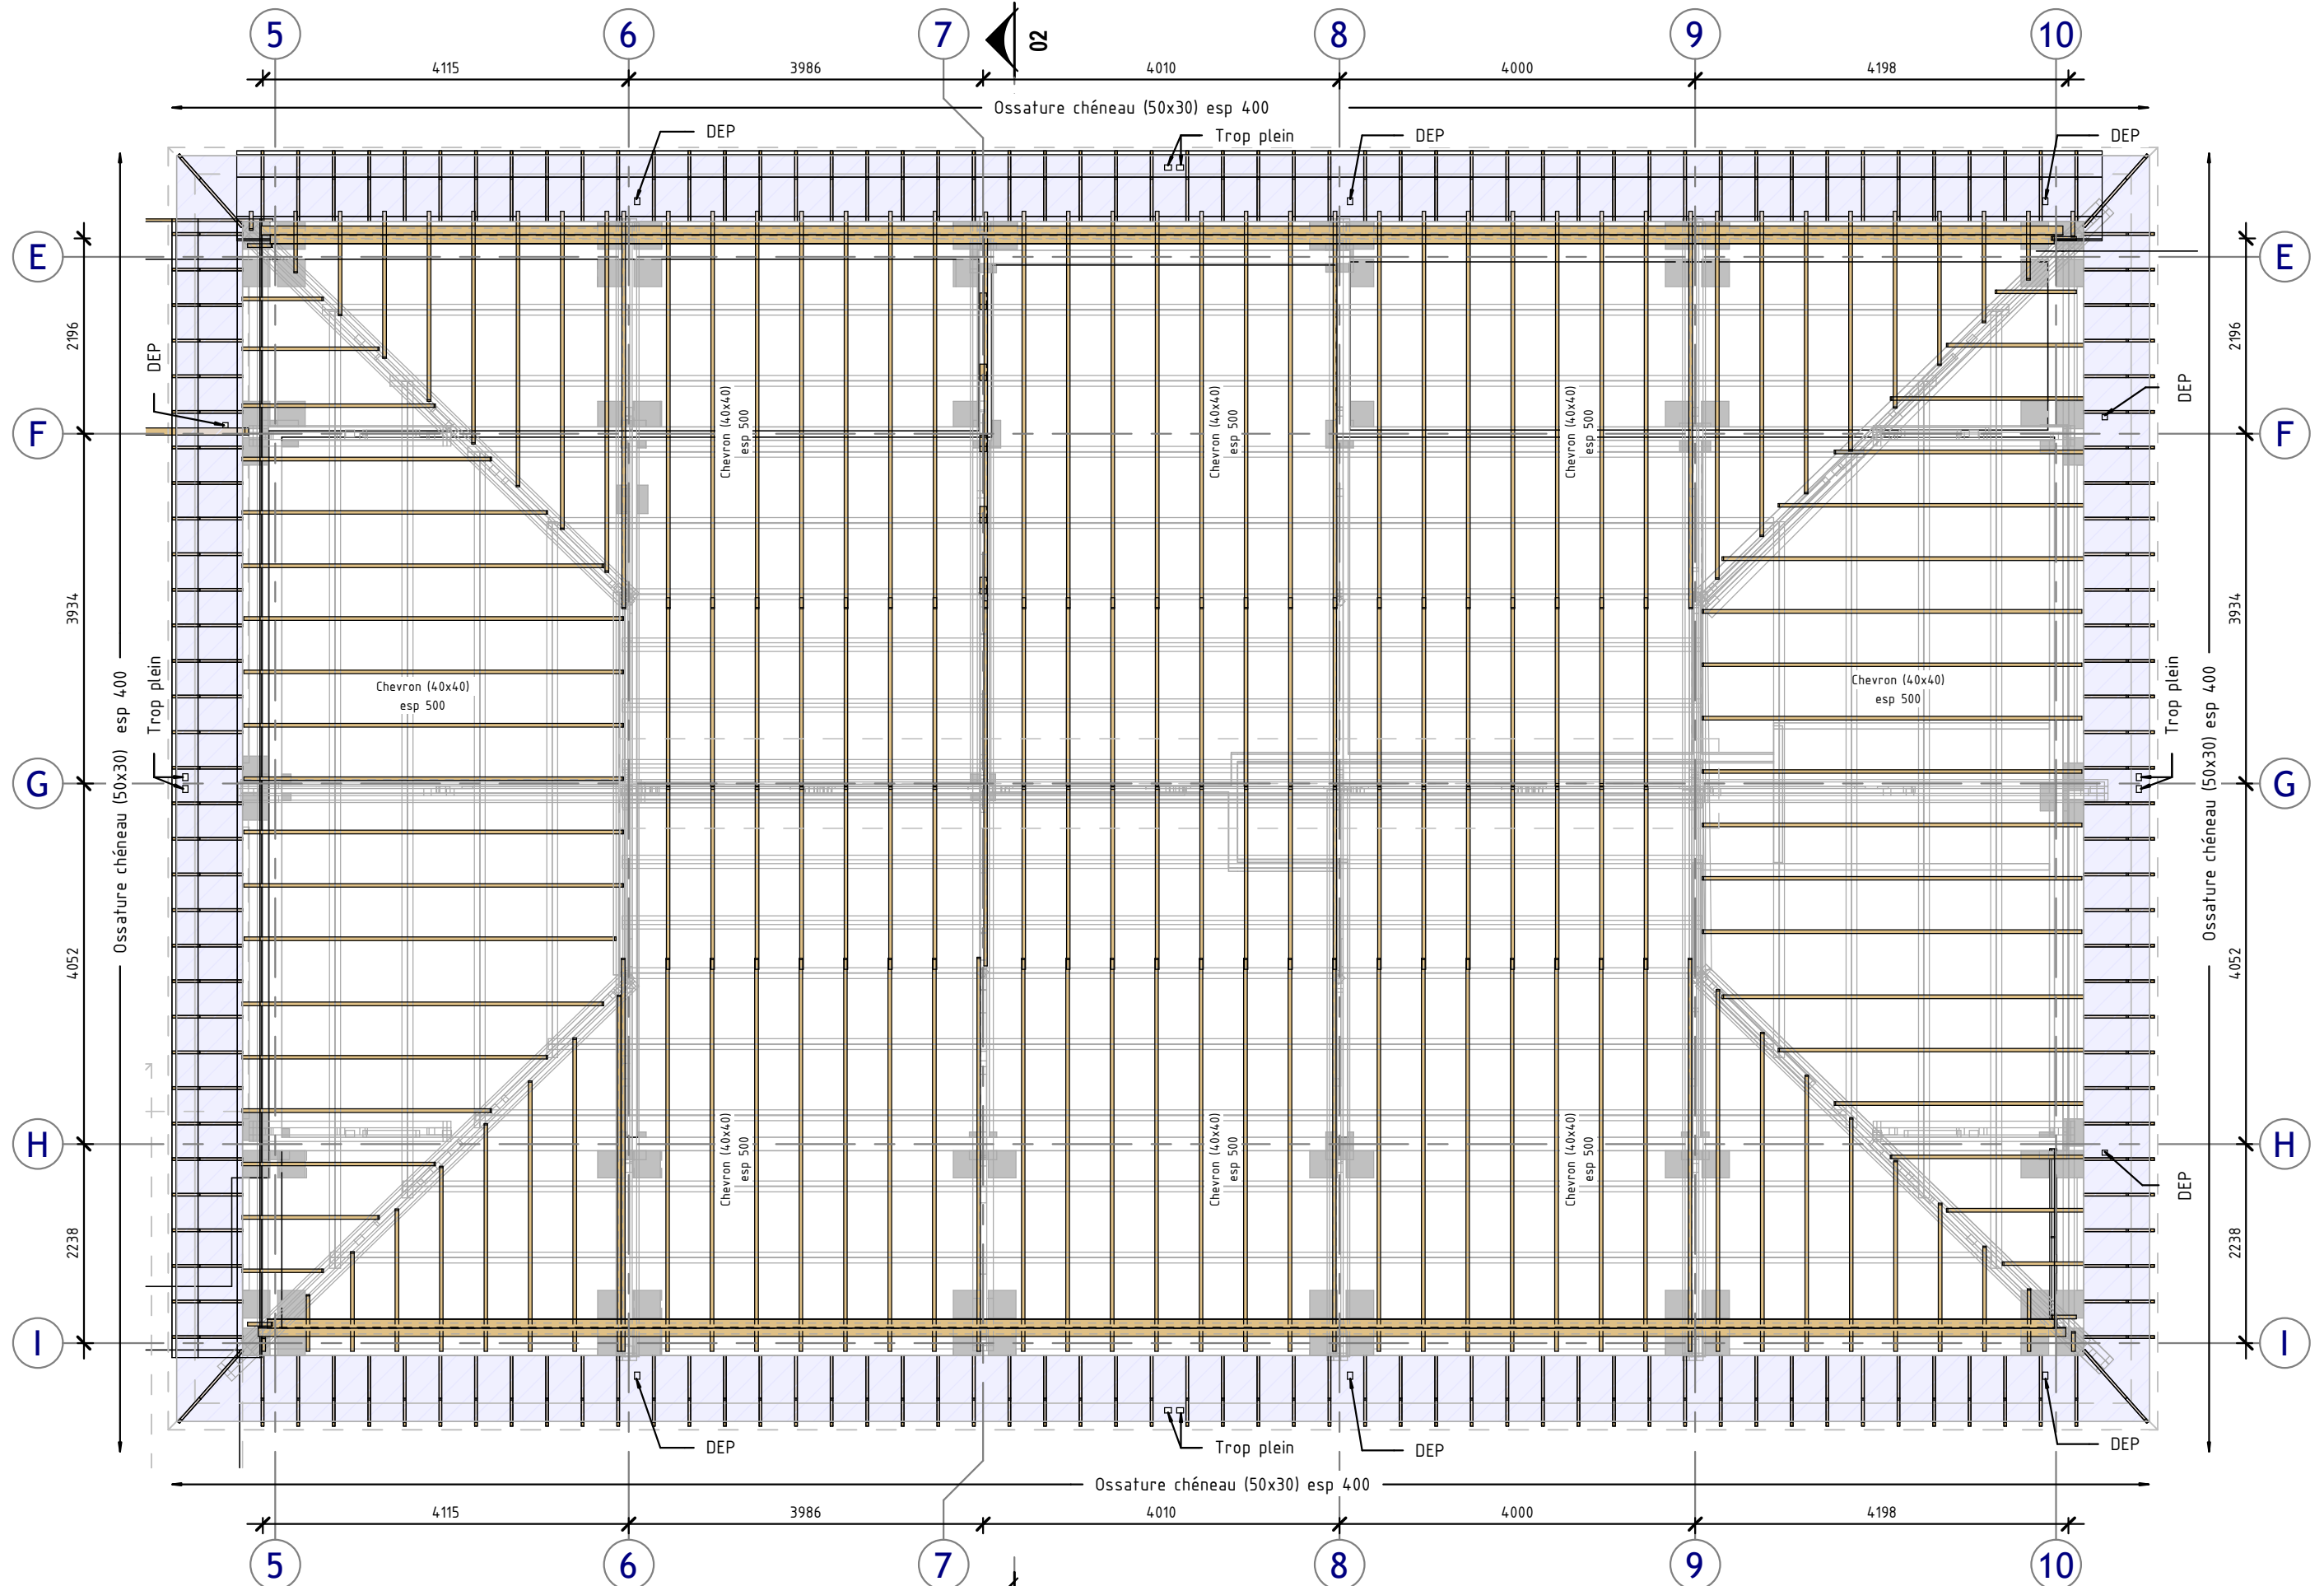 5 6 7 8 9 10
02
4115 3986 4010 4000 4198
Ossature chéneau (50x30) esp 400
DEP Trop plein DEP DEP
E E
2196 2196
DEP DEP
Chevron (40x40)
esp 500
Chevron (40x40)
esp 500
Chevron (40x40)
esp 500
F F
3934 3934
Ossature chéneau (50x30) esp 400
Trop plein
Chevron (40x40)
esp 500
Chevron (40x40)
esp 500
Trop plein
Ossature chéneau (50x30) esp 400
G G
4052 4052
H H
Chevron (40x40)
esp 500
Chevron (40x40)
esp 500
Chevron (40x40)
esp 500
DEP
2238 2238
I I
DEP Trop plein DEP DEP
Ossature chéneau (50x30) esp 400
4115 3986 4010 4000 4198
5 6 7 8 9 10